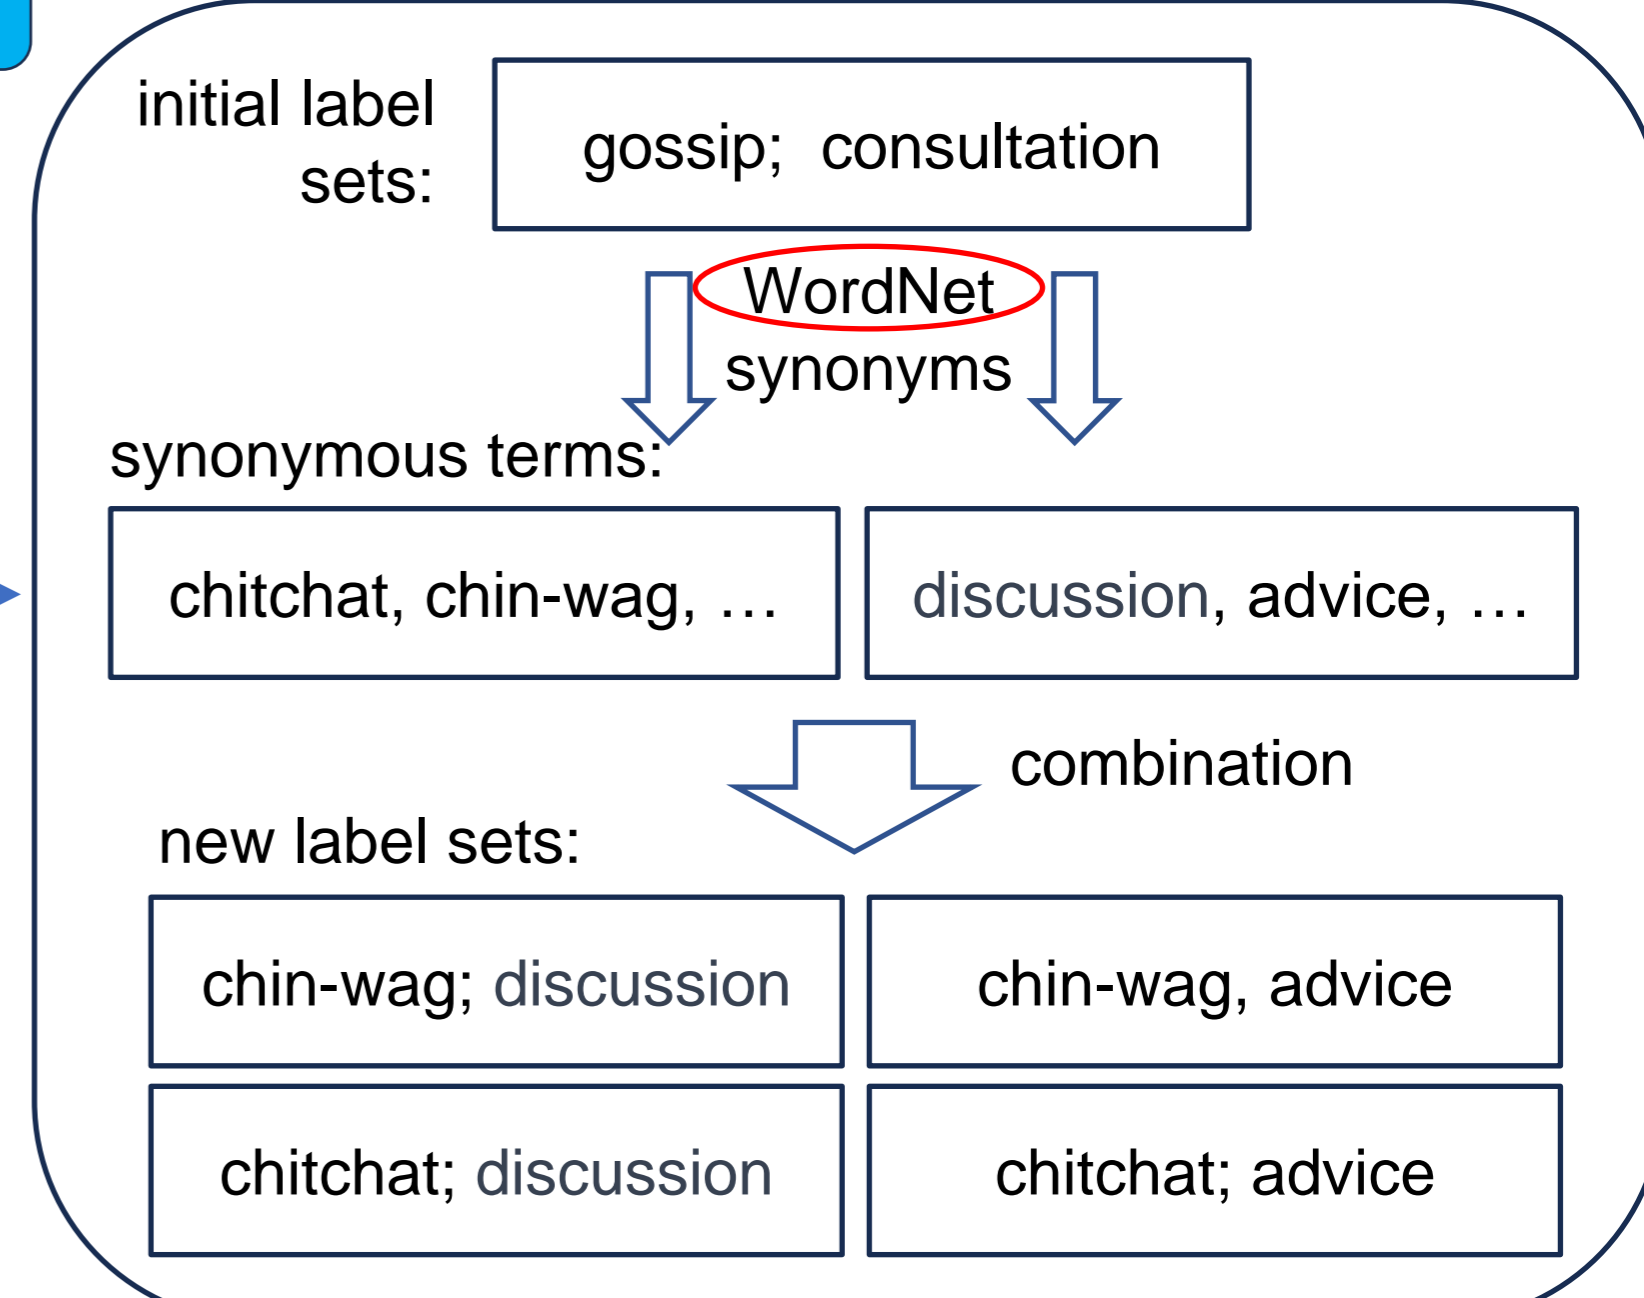 initial label
sets:
gossip; consultation
WordNet
synonyms
synonymous terms:
chitchat, chin-wag, …
discussion, advice, …
combination
new label sets:
chin-wag; discussion
chin-wag, advice
chitchat; discussion
chitchat; advice